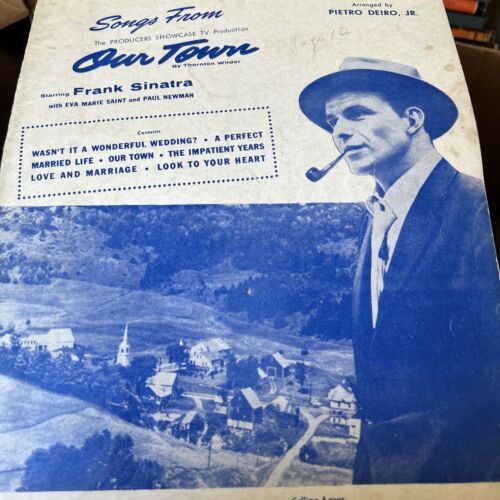 Songs From
The PRODUCERS SHOWCASE TV Production
Our Town
By Thornton Wilder
Starring Frank Sinatra
with EVA MARIE SAINT and PAUL NEWMAN
Arranged by
PIETRO DEIRO, JR.
Contents
WASN'T IT A WONDERFUL WEDDING? • A PERFECT
MARRIED LIFE • OUR TOWN • THE IMPATIENT YEARS
LOVE AND MARRIAGE • LOOK TO YOUR HEART
Selling Agent